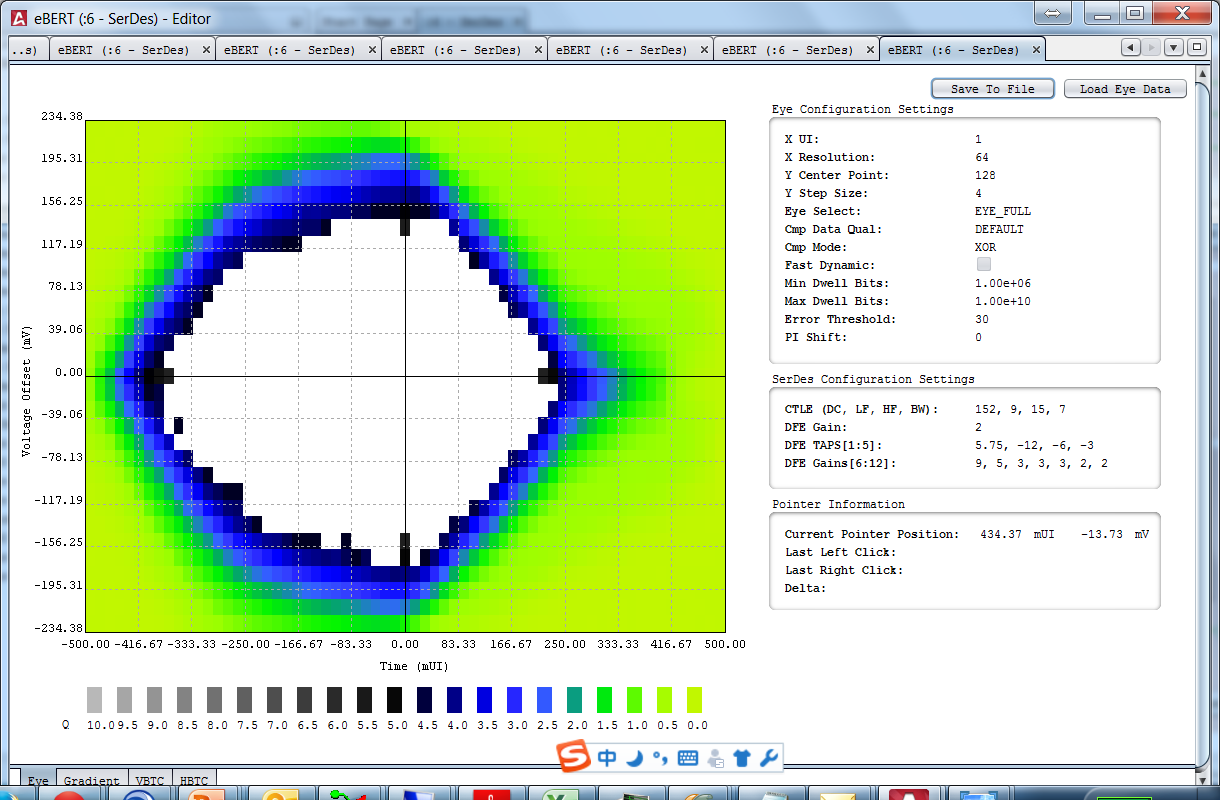 eBERT (:6 - SerDes) - Editor
..s) eBERT (:6 - SerDes) × eBERT (:6 - SerDes) × eBERT (:6 - SerDes) × eBERT (:6 - SerDes) × eBERT (:6 - SerDes) × eBERT (:6 - SerDes) ×
Save To File Load Eye Data
234.38
195.31
156.25
117.19
78.13
39.06
0.00
-39.06
-78.13
-117.19
-156.25
-195.31
-234.38
Voltage Offset (mV)
-500.00 -416.67 -333.33 -250.00 -166.67 -83.33 0.00 83.33 166.67 250.00 333.33 416.67 500.00
Time (mUI)
Q 10.0 9.5 9.0 8.5 8.0 7.5 7.0 6.5 6.0 5.5 5.0 4.5 4.0 3.5 3.0 2.5 2.0 1.5 1.0 0.5 0.0
Eye Configuration Settings
X UI: 1
X Resolution: 64
Y Center Point: 128
Y Step Size: 4
Eye Select: EYE_FULL
Cmp Data Qual: DEFAULT
Cmp Mode: XOR
Fast Dynamic:
Min Dwell Bits: 1.00e+06
Max Dwell Bits: 1.00e+10
Error Threshold: 30
PI Shift: 0
SerDes Configuration Settings
CTLE (DC, LF, HF, BW): 152, 9, 15, 7
DFE Gain: 2
DFE TAPS[1:5]: 5.75, -12, -6, -3
DFE Gains[6:12]: 9, 5, 3, 3, 3, 2, 2
Pointer Information
Current Pointer Position: 434.37 mUI -13.73 mV
Last Left Click:
Last Right Click:
Delta:
S 中
Eye Gradient VBTC HBTC